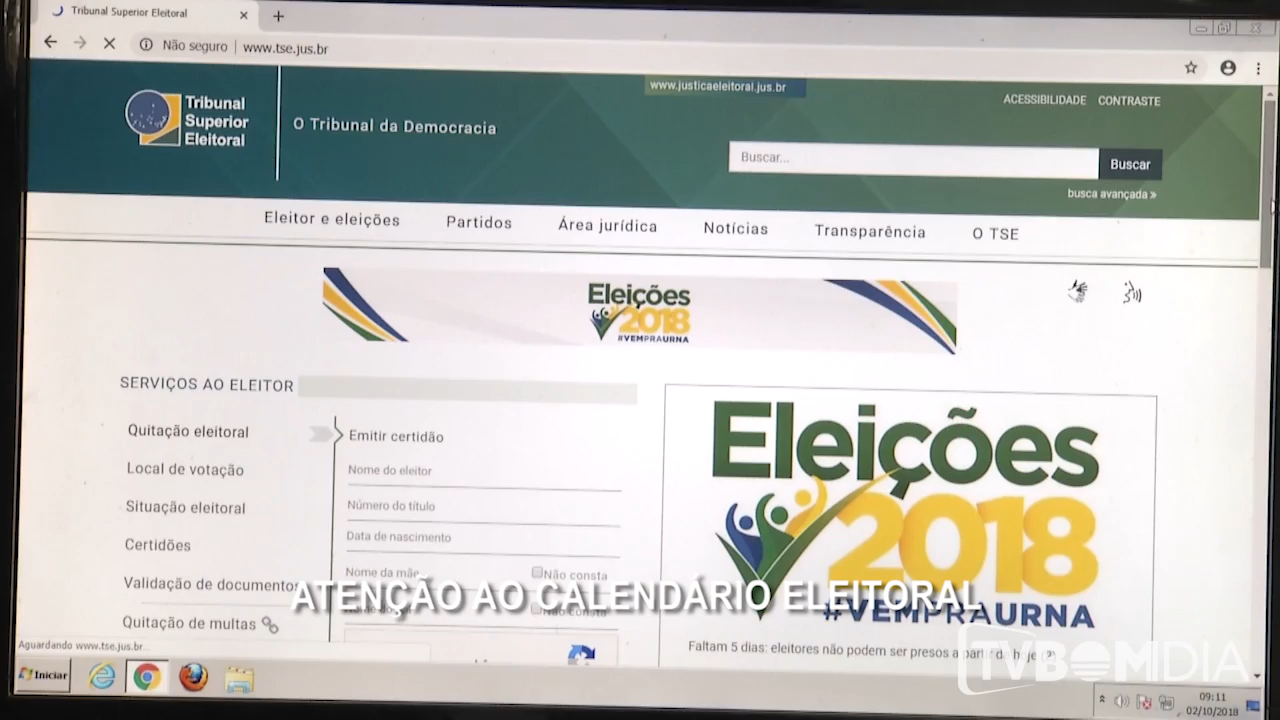 Tribunal Superior Eleitoral
Não seguro | www.tse.jus.br
www.justicaeleitoral.jus.br
ACESSIBILIDADE CONTRASTE
Tribunal
Superior
Eleitoral
O Tribunal da Democracia
Buscar...
Buscar
busca avançada »
Eleitor e eleições Partidos Área jurídica Notícias Transparência O TSE
Eleições
2018
#VEMPRAURNA
SERVIÇOS AO ELEITOR
Quitação eleitoral
Local de votação
Situação eleitoral
Certidões
Validação de documentos
Quitação de multas
Emitir certidão
Nome do eleitor
Número do título
Data de nascimento
Nome da mãe
Não consta
Não consta
Eleições
2018
#VEMPRAURNA
Faltam 5 dias: eleitores não podem ser presos a partir de hoje (2)
ATENÇÃO AO CALENDÁRIO ELEITORAL
TVBOMDIA
Aguardando www.tse.jus.br...
Iniciar
09:11
02/10/2018